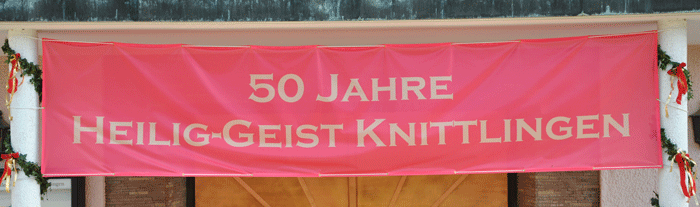 50 Jahre
Heilig-Geist Knittlingen